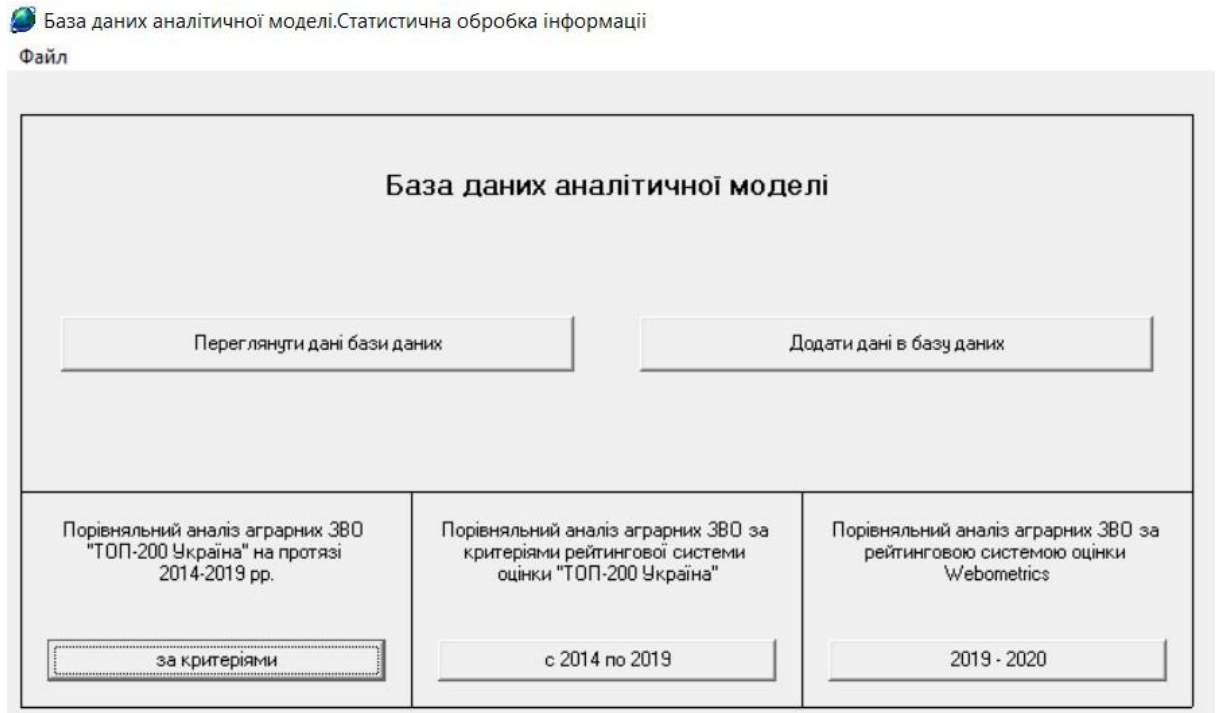 База даних аналітичної моделі.Статистична обробка інформаціі
Файл
База даних аналітичної моделі
Переглянути дані бази даних
Додати дані в базу даних
Порівняльний аналіз аграрних ЗВО
"ТОП-200 Україна" на протязі
2014-2019 рр.
за критеріями
Порівняльний аналіз аграрних ЗВО за
критеріями рейтингової системи
оцінки "ТОП-200 Україна"
с 2014 по 2019
Порівняльний аналіз аграрних ЗВО за
рейтинговою системою оцінки
Webometrics
2019 - 2020